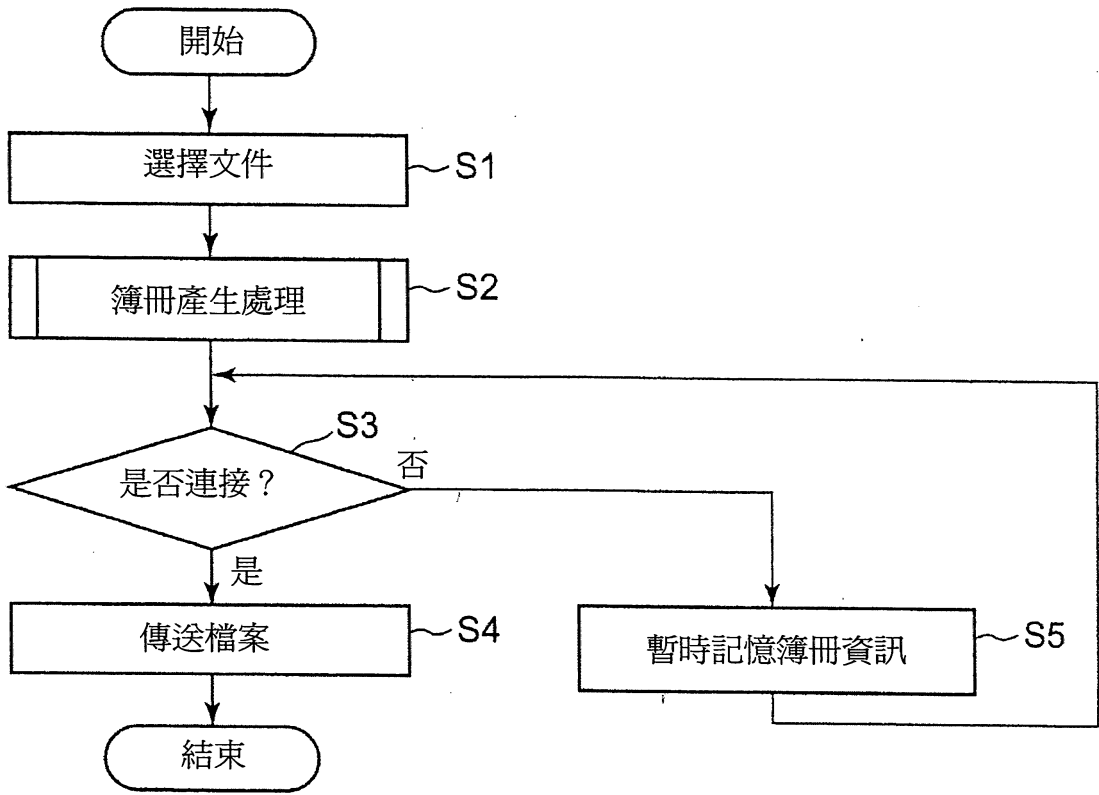 開始
選擇文件
S1
簿冊產生處理
S2
S3
是否連接？
否
是
傳送檔案
S4
暫時記憶簿冊資訊
S5
結束